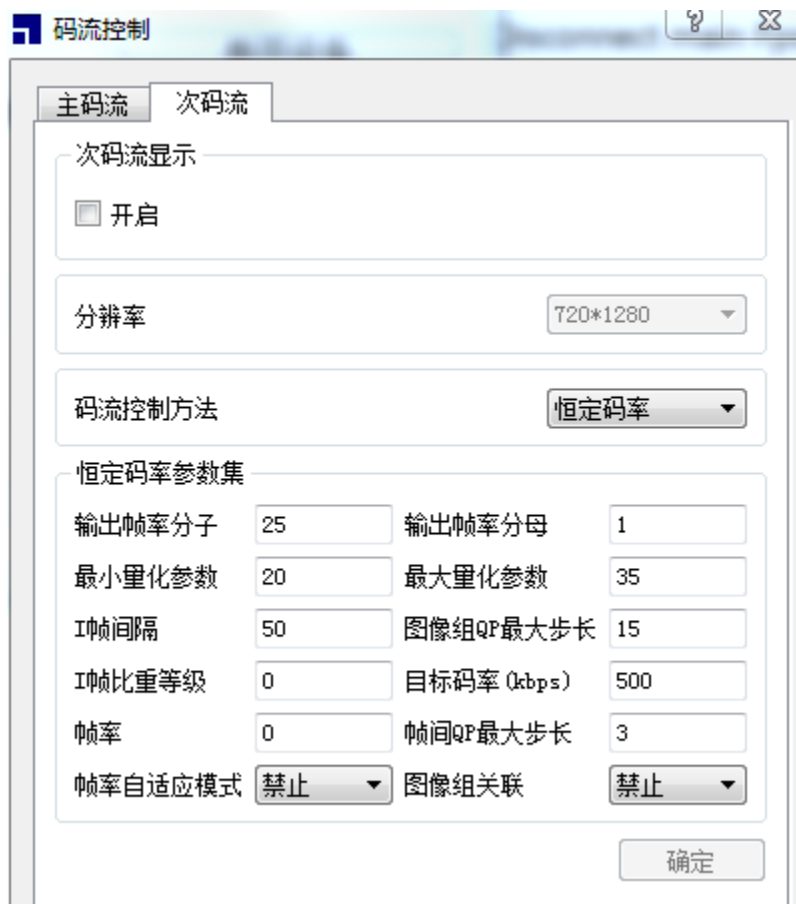 码流控制
主码流 次码流
次码流显示
开启
分辨率 720*1280
码流控制方法 恒定码率
恒定码率参数集
输出帧率分子 25 输出帧率分母 1
最小量化参数 20 最大量化参数 35
I帧间隔 50 图像组QP最大步长 15
I帧比重等级 0 目标码率(kbps) 500
帧率 0 帧间QP最大步长 3
帧率自适应模式 禁止 图像组关联 禁止
确定